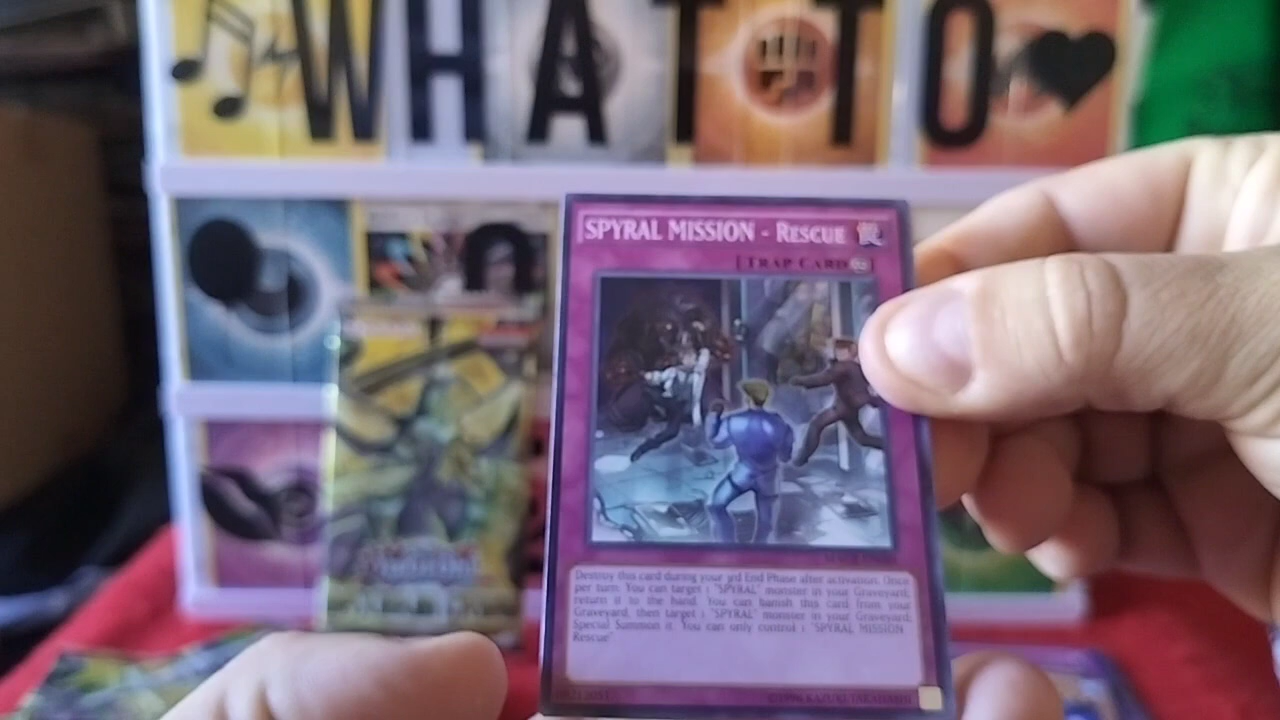 WHAT TO
SPYRAL MISSION - RESCUE
[TRAP CARD
Destroy this card during your 3rd End Phase after activation. Once
per turn: You can target 1 "SPYRAL" monster in your Graveyard;
return it to the hand. You can banish this card from your
Graveyard, then target 1 "SPYRAL" monster in your Graveyard;
Special Summon it. You can only control 1 "SPYRAL MISSION -
Rescue".
©1996 KAZUKI TAKAHASHI